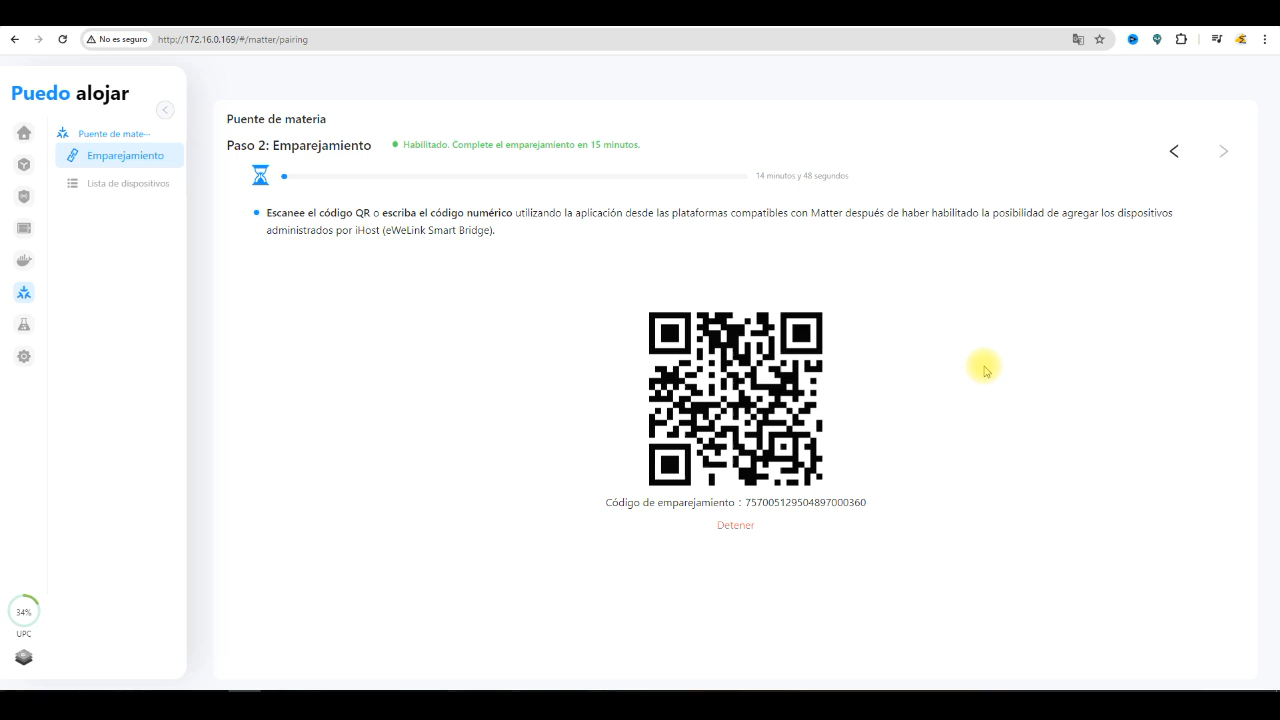 No es seguro
http://172.16.0.169/#/matter/pairing
Puedo alojar
Puente de mate···
Emparejamiento
Lista de dispositivos
34%
UPC
Puente de materia
Paso 2: Emparejamiento
Habilitado. Complete el emparejamiento en 15 minutos.
14 minutos y 48 segundos
Escanee el código QR o escriba el código numérico utilizando la aplicación desde las plataformas compatibles con Matter después de haber habilitado la posibilidad de agregar los dispositivos
administrados por iHost (eWeLink Smart Bridge).
Código de emparejamiento : 757005129504897000360
Detener